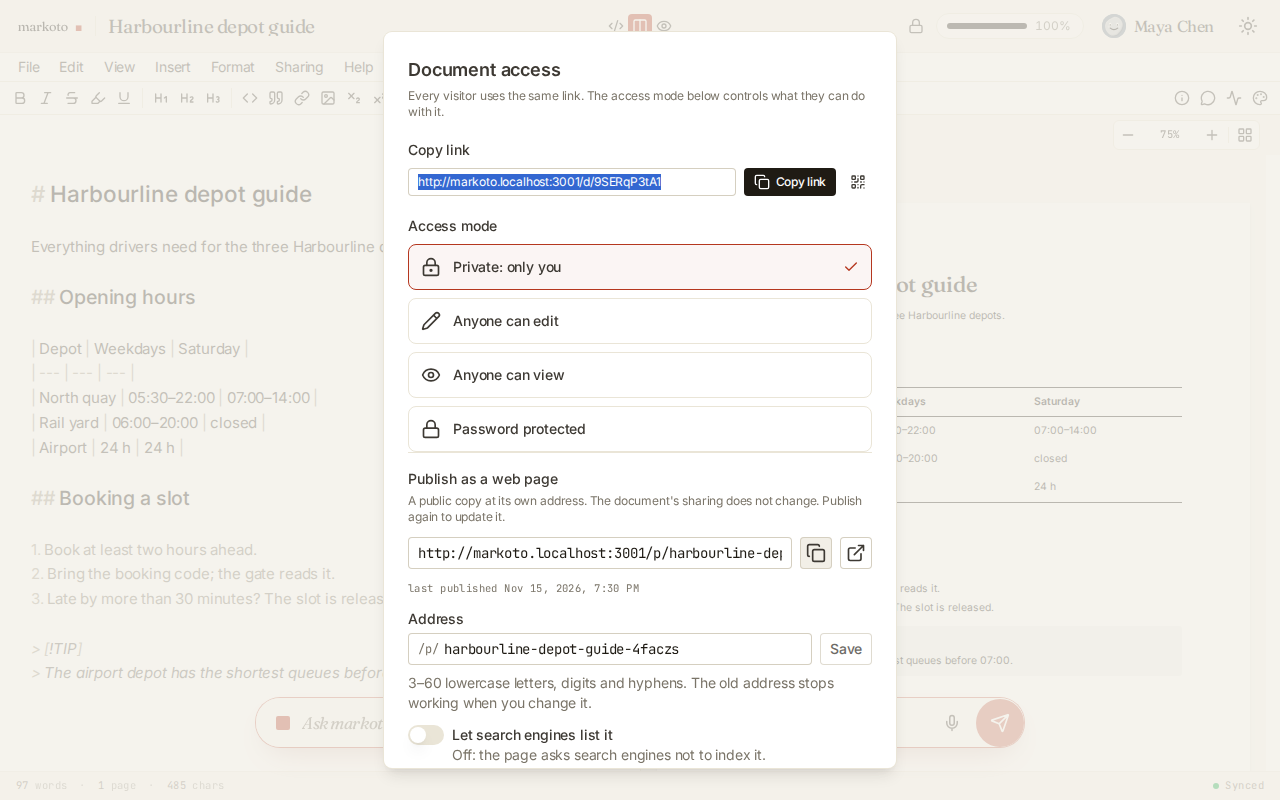 markoto
Harbourline depot guide
100%
Maya Chen
File Edit View Insert Format Sharing Help
H1 H2 H3
75%
# Harbourline depot guide
Everything drivers need for the three Harbourline
## Opening hours
| Depot | Weekdays | Saturday |
| --- | --- | --- |
| North quay | 05:30–22:00 | 07:00–14:00 |
| Rail yard | 06:00–20:00 | closed |
| Airport | 24 h | 24 h |
## Booking a slot
1. Book at least two hours ahead.
2. Bring the booking code; the gate reads it.
3. Late by more than 30 minutes? The slot is releas
> [!TIP]
> The airport depot has the shortest queues befor
Document access
Every visitor uses the same link. The access mode below controls what they can do
with it.
Copy link
http://markoto.localhost:3001/d/9SERqP3tA1
Copy link
Access mode
Private: only you
Anyone can edit
Anyone can view
Password protected
Publish as a web page
A public copy at its own address. The document's sharing does not change. Publish
again to update it.
http://markoto.localhost:3001/p/harbourline-dep
last published Nov 15, 2026, 7:30 PM
Address
/p/ harbourline-depot-guide-4faczs
Save
3–60 lowercase letters, digits and hyphens. The old address stops
working when you change it.
Let search engines list it
Off: the page asks search engines not to index it.
ot guide
ee Harbourline depots.
kdays Saturday
0–22:00 07:00–14:00
0–20:00 closed
24 h
reads it.
The slot is released.
st queues before 07:00.
Ask markot
97 words · 1 page · 485 chars
Synced